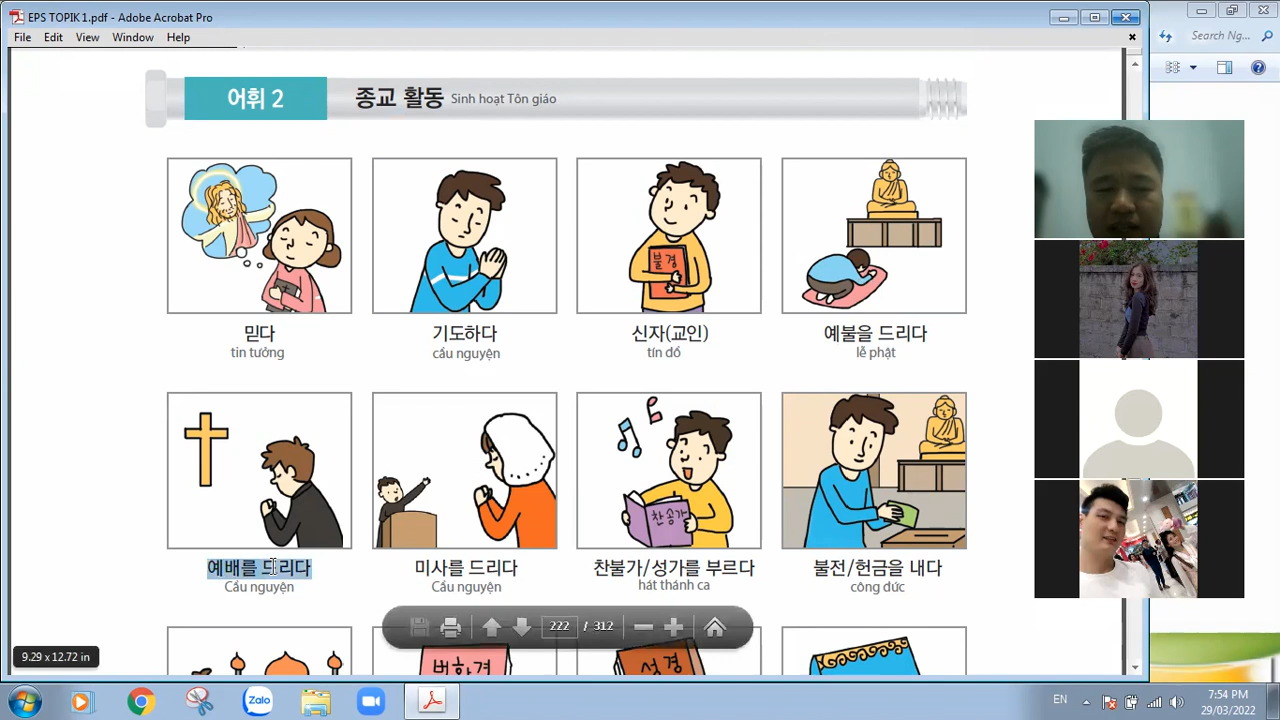 EPS TOPIK 1.pdf - Adobe Acrobat Pro
File Edit View Window Help
Search Ng...
어휘 2 종교 활동 Sinh hoạt Tôn giáo
불경
믿다 기도하다 신자(교인) 예불을 드리다
tin tưởng cầu nguyện tín đồ lễ phật
찬송가
예배를 드리다 미사를 드리다 찬불가/성가를 부르다 불전/헌금을 내다
Cầu nguyện Cầu nguyện hát thánh ca công đức
222 / 312
9.29 x 12.72 in
성경
Zalo
EN
7:54 PM
29/03/2022